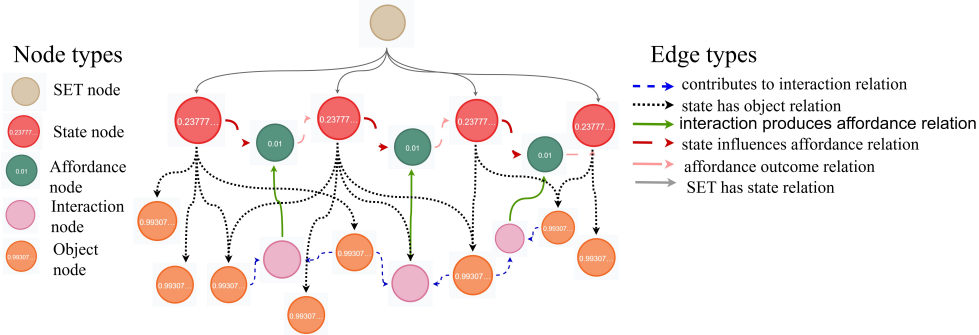 Node types
SET node
0.23777...
State node
0.01
Affordance
node
Interaction
node
0.99307...
Object
node
0.23777...
0.23777...
0.23777...
0.23777...
0.01
0.01
0.01
0.99307...
0.99307...
0.99307...
0.99307...
0.99307...
0.99307...
0.99307...
0.99307...
Edge types
contributes to interaction relation
state has object relation
interaction produces affordance relation
state influences affordance relation
affordance outcome relation
SET has state relation